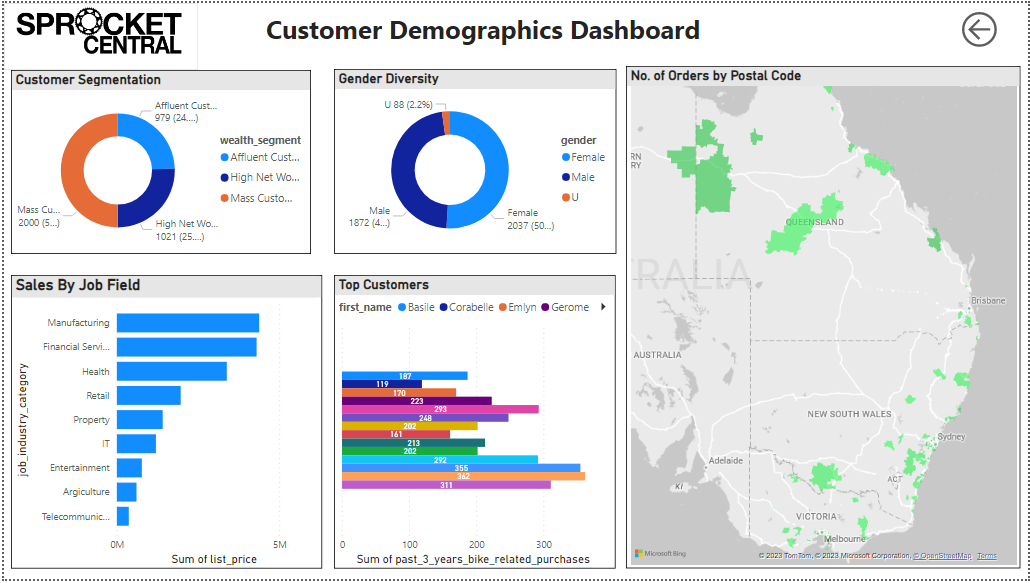 SPROCKET
CENTRAL
Customer Demographics Dashboard
Customer Segmentation
Affluent Cust...
979 (24....)
Mass Cu...
2000 (5...)
High Net Wo...
1021 (25....)
wealth_segment
Affluent Cust...
High Net Wo...
Mass Custo...
Gender Diversity
U 88 (2.2%)
Male
1872 (4...)
Female
2037 (50...)
gender
Female
Male
U
No. of Orders by Postal Code
RN
RY
QUEENSLAND
RALIA
Brisbane
AUSTRALIA
NEW SOUTH WALES
Sydney
Adelaide
KI
ACT
VICTORIA
Melbourne
Microsoft Bing
© 2023 TomTom, © 2023 Microsoft Corporation, © OpenStreetMap Terms
Sales By Job Field
job_industry_category
Manufacturing
Financial Servi...
Health
Retail
Property
IT
Entertainment
Argiculture
Telecommunic...
0M 5M
Sum of list_price
Top Customers
first_name Basile Corabelle Emlyn Gerome
187
119
170
223
293
248
202
161
213
202
292
355
362
311
0 100 200 300
Sum of past_3_years_bike_related_purchases